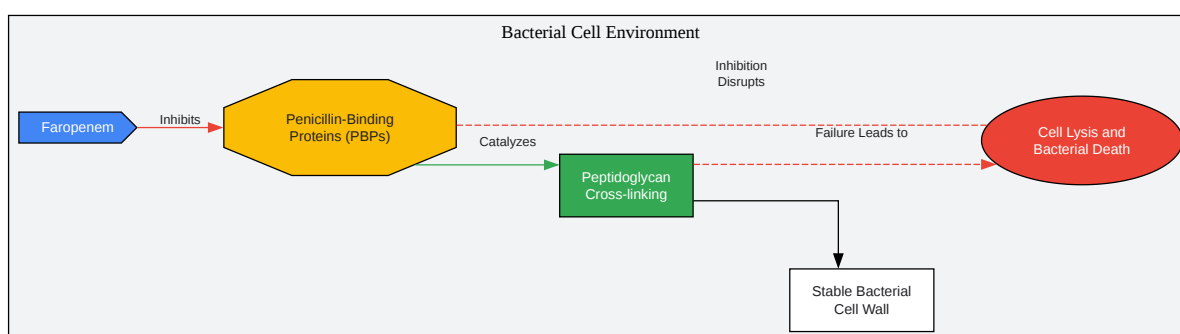 Bacterial Cell Environment
Inhibition
Disrupts
Faropenem
Inhibits
Penicillin-Binding
Proteins (PBPs)
Catalyzes
Failure Leads to
Cell Lysis and
Bacterial Death
Peptidoglycan
Cross-linking
Stable Bacterial
Cell Wall